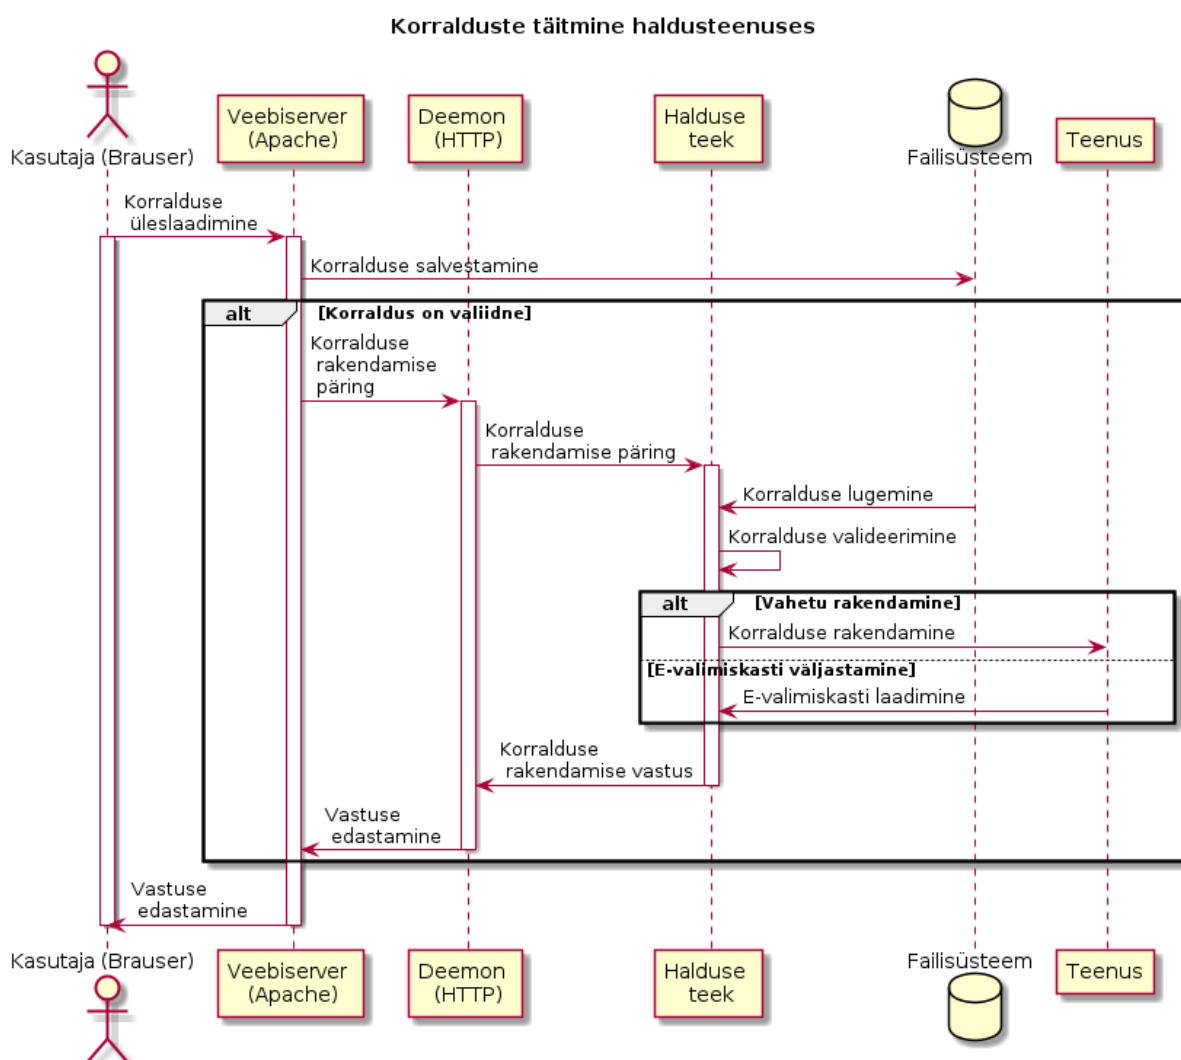 Korralduste täitmine haldusteenuses
Kasutaja (Brauser)
Veebiserver
(Apache)
Deemon
(HTTP)
Halduse
teek
Failisüsteem
Teenus
Korralduse
üleslaadimine
Korralduse salvestamine
alt
[Korraldus on valiidne]
Korralduse
rakendamise
päring
Korralduse
rakendamise päring
Korralduse lugemine
Korralduse valideerimine
alt
[Vahetu rakendamine]
Korralduse rakendamine
[E-valimiskasti väljastamine]
E-valimiskasti laadimine
Korralduse
rakendamise vastus
Vastuse
edastamine
Vastuse
edastamine
Kasutaja (Brauser)
Veebiserver
(Apache)
Deemon
(HTTP)
Halduse
teek
Failisüsteem
Teenus